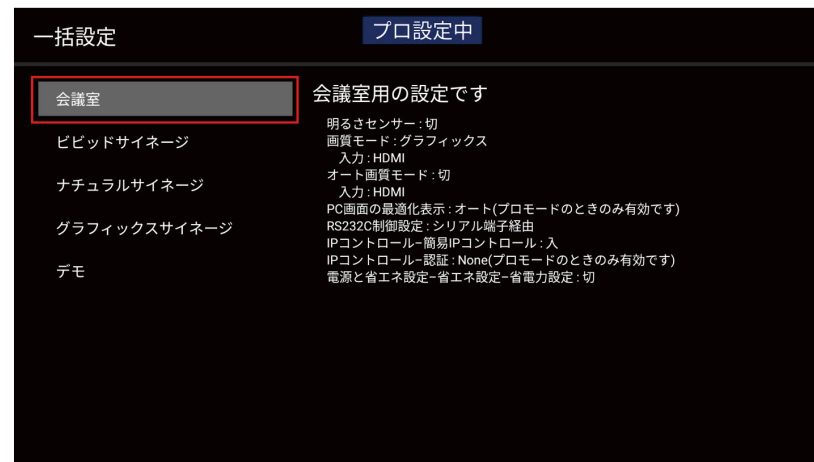 一括設定
プロ設定中
会議室
ビビッドサイネージ
ナチュラルサイネージ
グラフィックスサイネージ
デモ
会議室用の設定です
明るさセンサー:切
画質モード:グラフィックス
入力:HDMI
オート画質モード:切
入力:HDMI
PC画面の最適化表示:オート(プロモードのときのみ有効です)
RS232C制御設定:シリアル端子経由
IPコントロール−簡易IPコントロール:入
IPコントロール−認証:None(プロモードのときのみ有効です)
電源と省エネ設定−省エネ設定−省電力設定:切